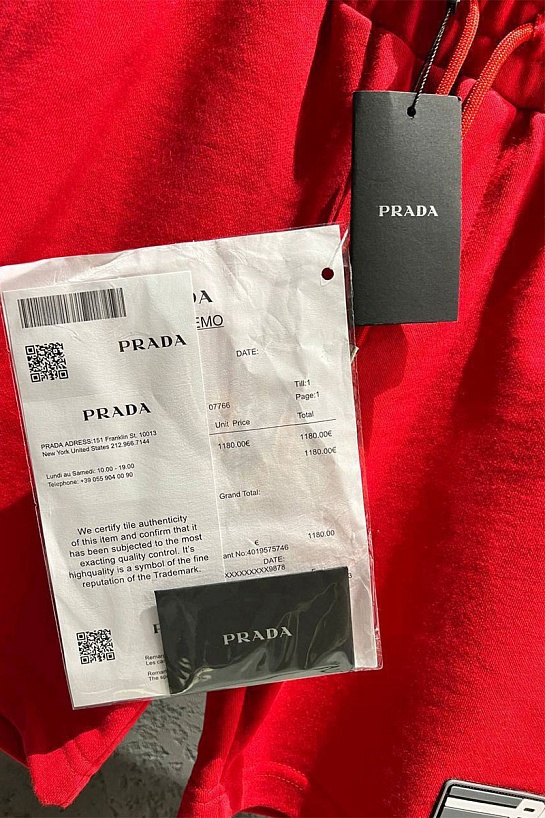 PRADA
DA
EMO
PRADA
DATE:
PRADA
Till:1
Page:1
07766
Unit Price Total
1180.00€ 1180.00€
1180.00€
PRADA ADRESS:151 Franklin St. 10013
New York United States 212.966.7144
Lundi au Samedi: 10.00 - 19.00
Telephone: +39 055 904 00 90
Grand Total:
We certify tile authenticity
of this item and confirm that it
has been subjected to the most
exacting quality control. It's
highquality is a symbol of the fine
reputation of the Trademark.
€ 1180.00
ant No:4019575746
DATE:
XXXXXXXXX9878
PRADA
Les